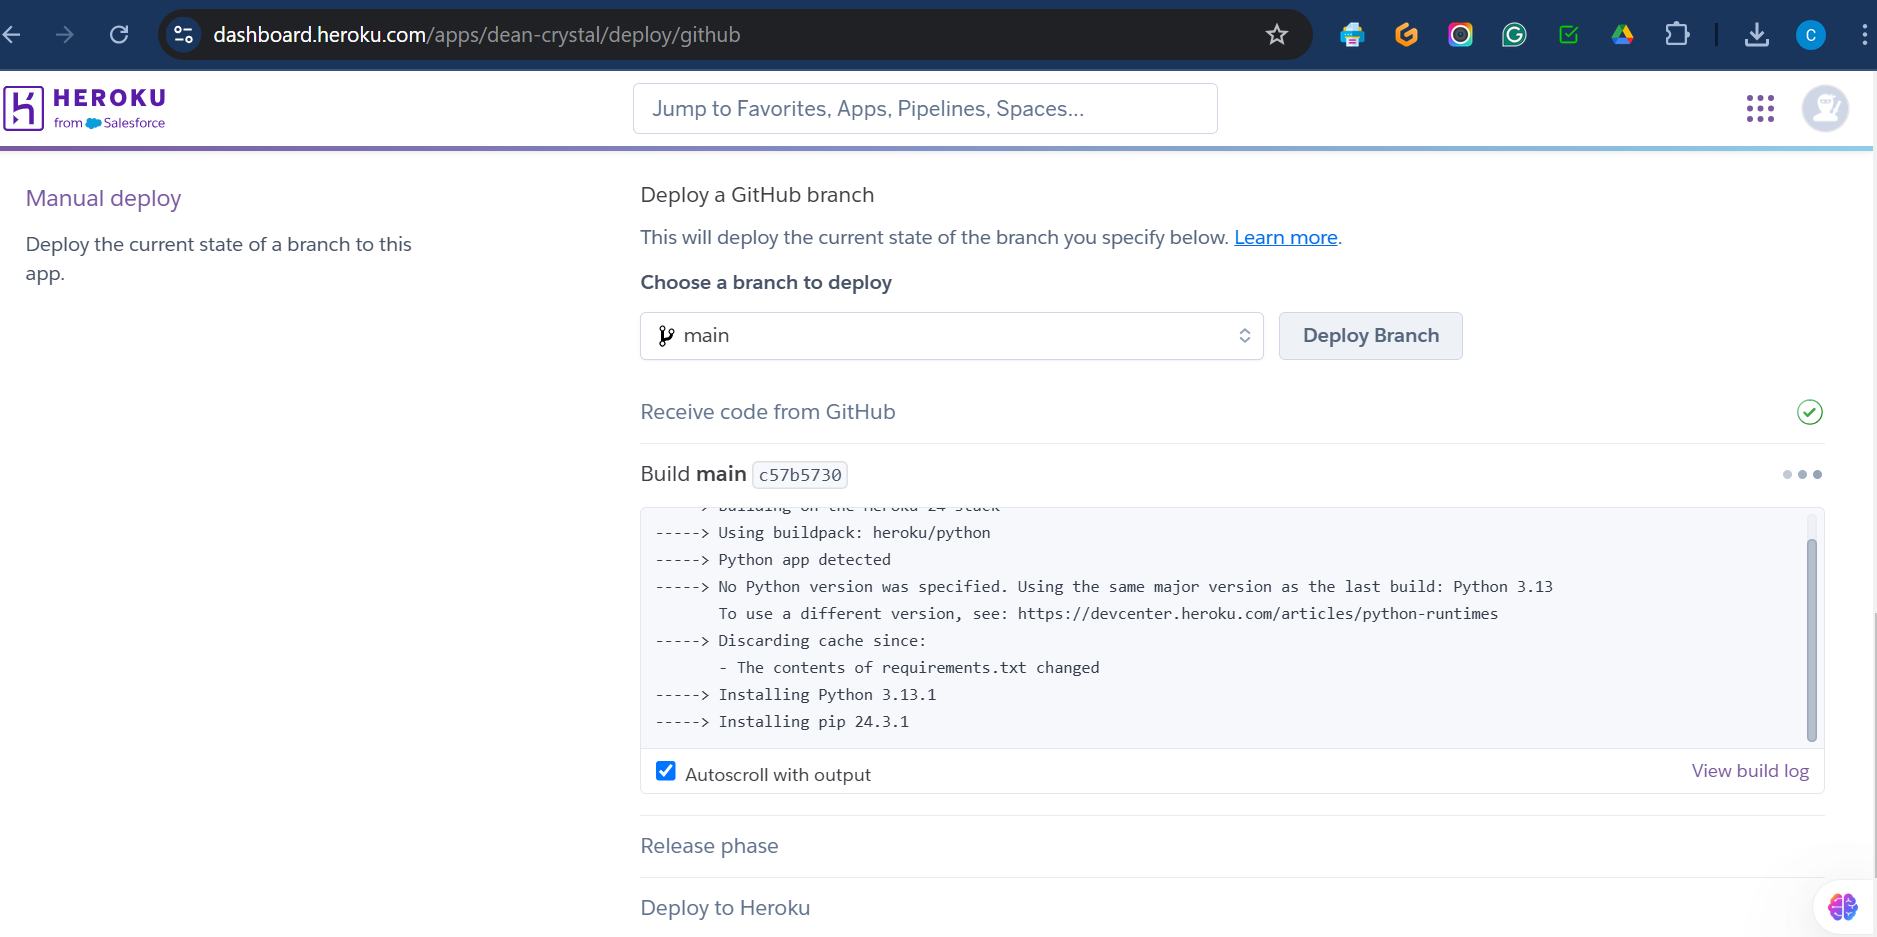 dashboard.heroku.com/apps/dean-crystal/deploy/github
C
HEROKU
from Salesforce
Jump to Favorites, Apps, Pipelines, Spaces...
Manual deploy
Deploy the current state of a branch to this
app.
Deploy a GitHub branch
This will deploy the current state of the branch you specify below. Learn more.
Choose a branch to deploy
main
Deploy Branch
Receive code from GitHub
Build main c57b5730
-----> Building on the Heroku-24 stack
-----> Using buildpack: heroku/python
-----> Python app detected
-----> No Python version was specified. Using the same major version as the last build: Python 3.13
To use a different version, see: https://devcenter.heroku.com/articles/python-runtimes
-----> Discarding cache since:
- The contents of requirements.txt changed
-----> Installing Python 3.13.1
-----> Installing pip 24.3.1
Autoscroll with output
View build log
Release phase
Deploy to Heroku